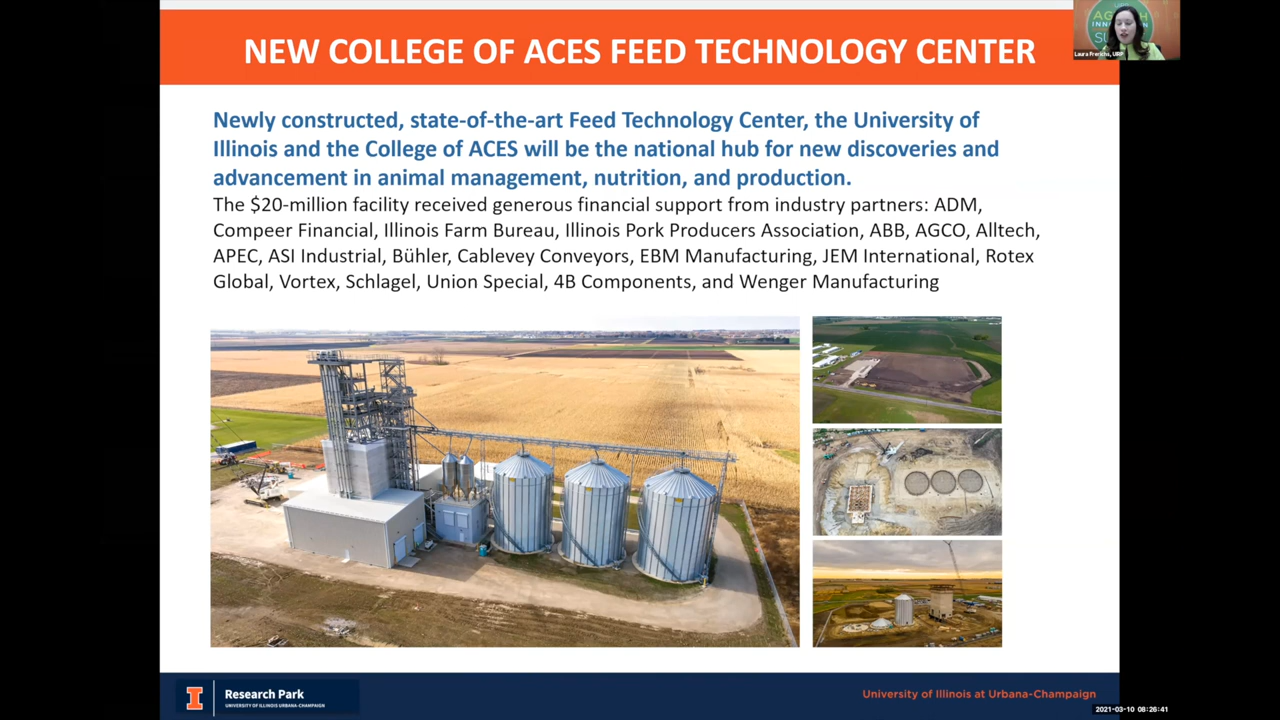 NEW COLLEGE OF ACES FEED TECHNOLOGY CENTER
Laura Frerichs, UIRP
Newly constructed, state-of-the-art Feed Technology Center, the University of
Illinois and the College of ACES will be the national hub for new discoveries and
advancement in animal management, nutrition, and production.
The $20-million facility received generous financial support from industry partners: ADM,
Compeer Financial, Illinois Farm Bureau, Illinois Pork Producers Association, ABB, AGCO, Alltech,
APEC, ASI Industrial, Bühler, Cablevey Conveyors, EBM Manufacturing, JEM International, Rotex
Global, Vortex, Schlagel, Union Special, 4B Components, and Wenger Manufacturing
I
Research Park
UNIVERSITY OF ILLINOIS URBANA-CHAMPAIGN
University of Illinois at Urbana-Champaign
2021-03-10 08:26:41